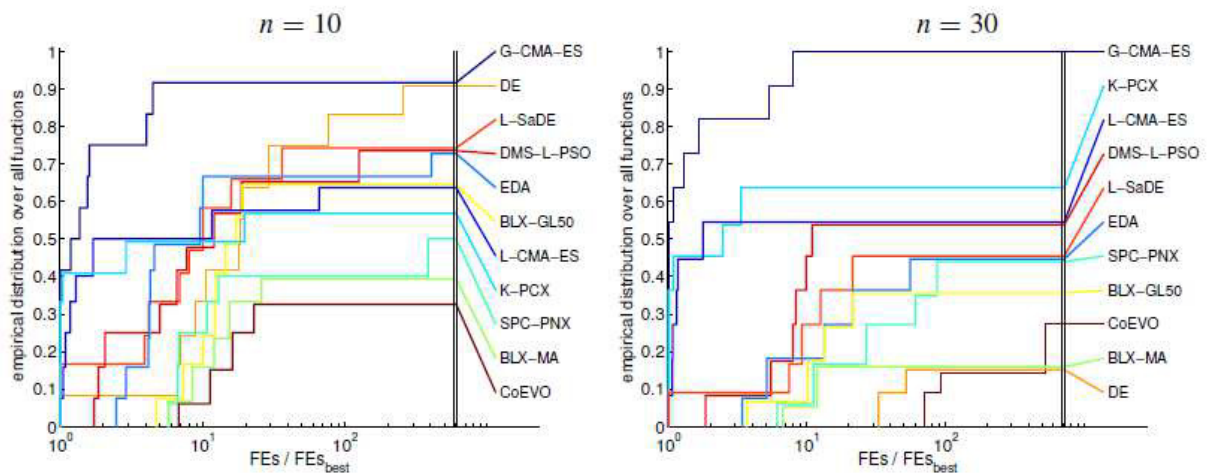 n = 10
empirical distribution over all functions
1
0.9
0.8
0.7
0.6
0.5
0.4
0.3
0.2
0.1
0
10^0
10^1
10^2
FEs / FEs_best
G−CMA−ES
DE
L−SaDE
DMS−L−PSO
EDA
BLX−GL50
L−CMA−ES
K−PCX
SPC−PNX
BLX−MA
CoEVO
n = 30
empirical distribution over all functions
1
0.9
0.8
0.7
0.6
0.5
0.4
0.3
0.2
0.1
0
10^0
10^1
10^2
FEs / FEs_best
G−CMA−ES
K−PCX
L−CMA−ES
DMS−L−PSO
L−SaDE
EDA
SPC−PNX
BLX−GL50
CoEVO
BLX−MA
DE